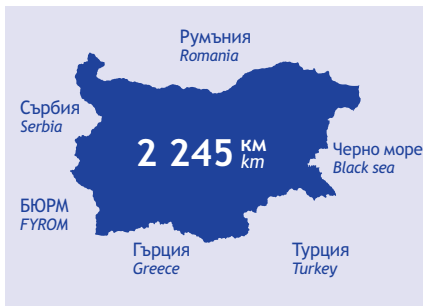 Румъния
Romania
Сърбия
Serbia
2 245 км
km
Черно море
Black sea
БЮРМ
FYROM
Гърция
Greece
Турция
Turkey